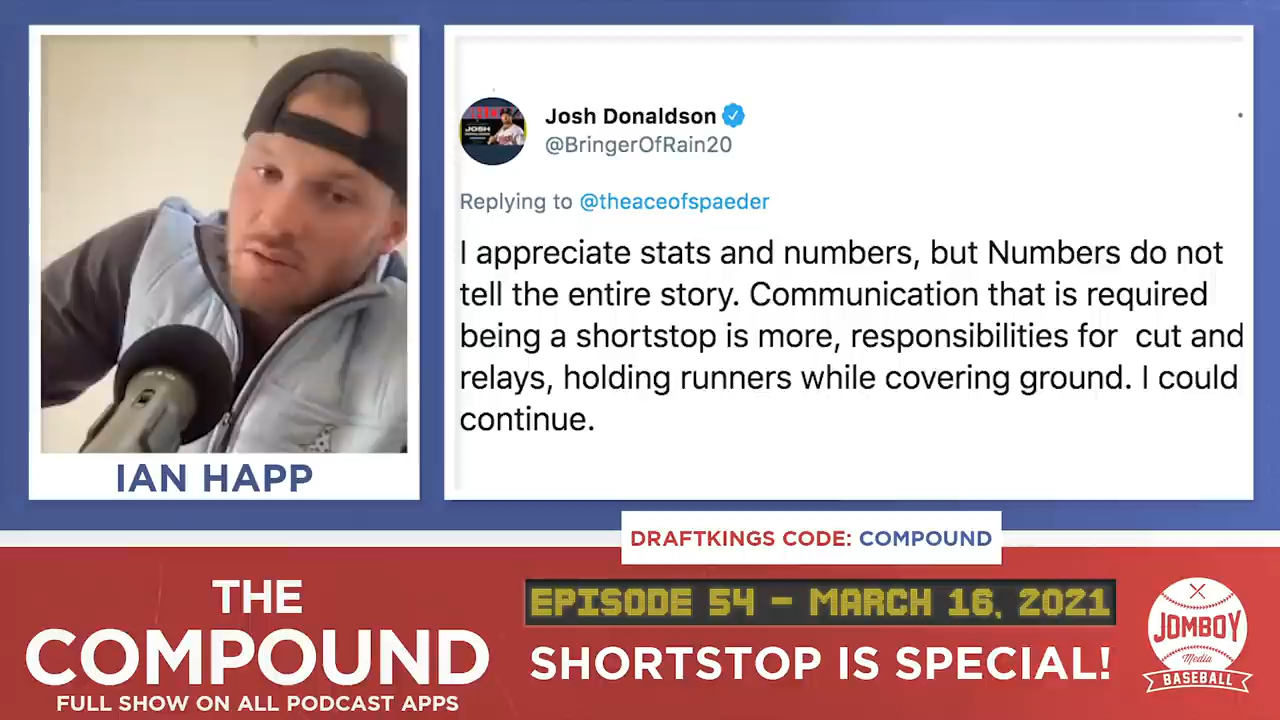 IAN HAPP
Josh Donaldson
@BringerOfRain20
Replying to @theaceofspaeder
I appreciate stats and numbers, but Numbers do not
tell the entire story. Communication that is required
being a shortstop is more, responsibilities for cut and
relays, holding runners while covering ground. I could
continue.
DRAFTKINGS CODE: COMPOUND
THE
COMPOUND
FULL SHOW ON ALL PODCAST APPS
EPISODE 54 - MARCH 16, 2021
SHORTSTOP IS SPECIAL!
JOMBOY
Media
BASEBALL